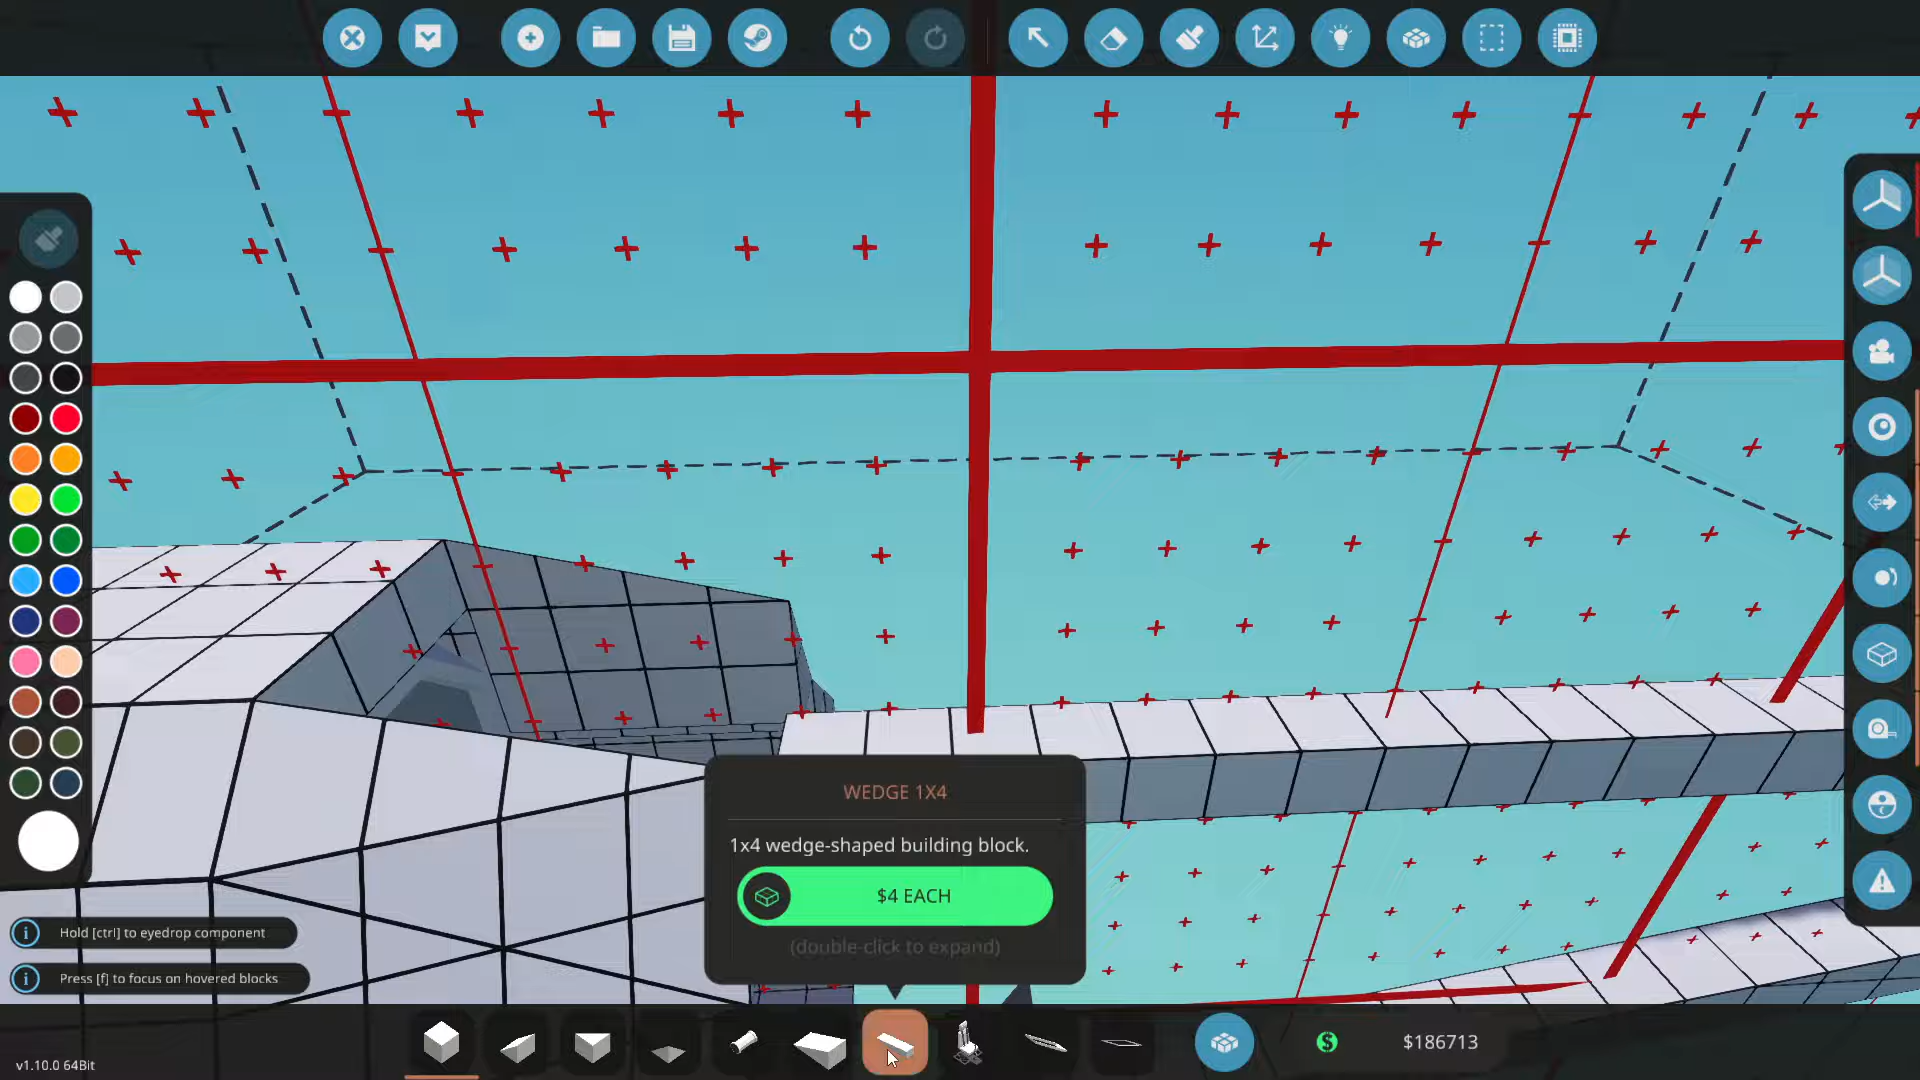 WEDGE 1X4
1x4 wedge-shaped building block.
$4 EACH
(double-click to expand)
Hold [ctrl] to eyedrop component
Press [f] to focus on hovered blocks
$186713
v1.10.0 64Bit